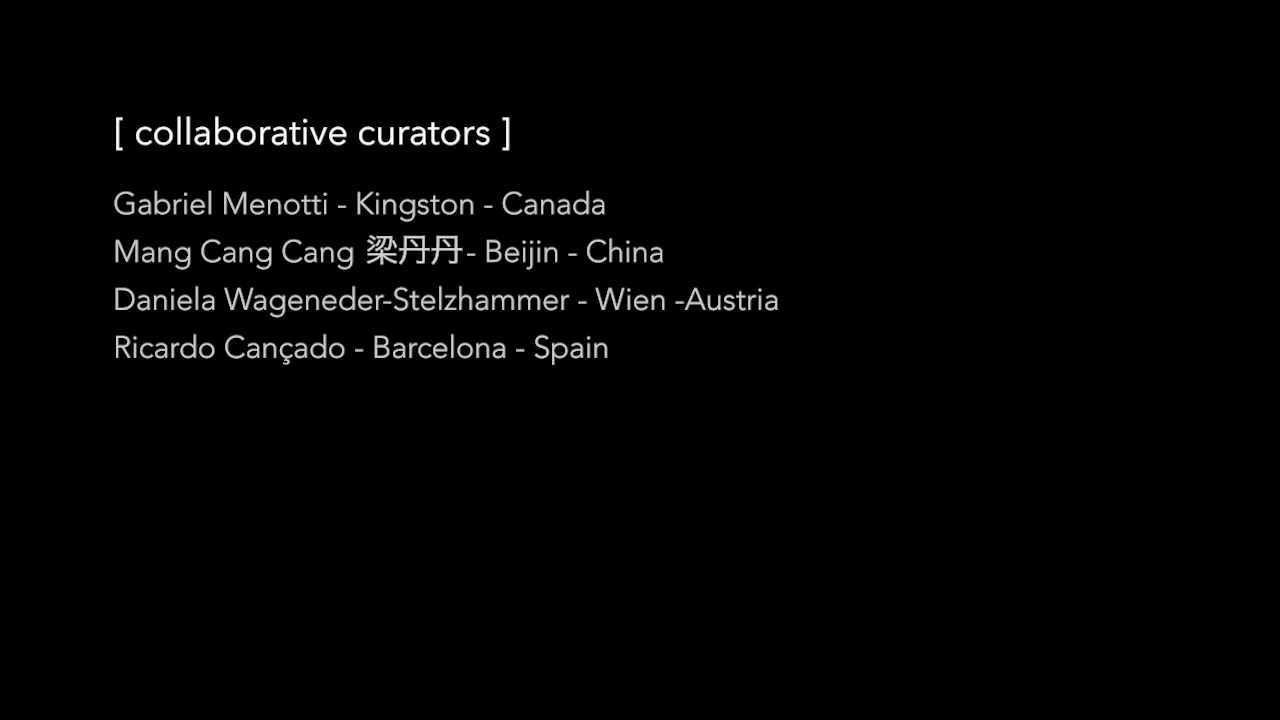 [ collaborative curators ]
Gabriel Menotti - Kingston - Canada
Mang Cang Cang 梁丹丹- Beijin - China
Daniela Wageneder-Stelzhammer - Wien -Austria
Ricardo Cançado - Barcelona - Spain